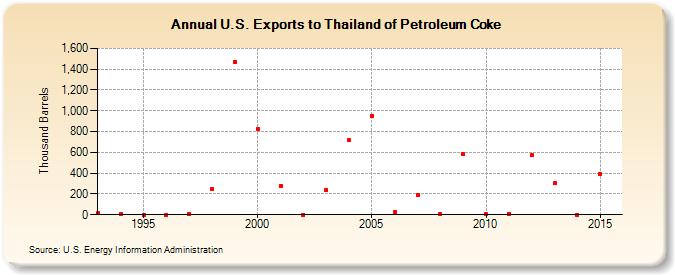 Annual U.S. Exports to Thailand of Petroleum Coke
Thousand Barrels
1,600
1,400
1,200
1,000
800
600
400
200
0
1995 2000 2005 2010 2015
Source: U.S. Energy Information Administration